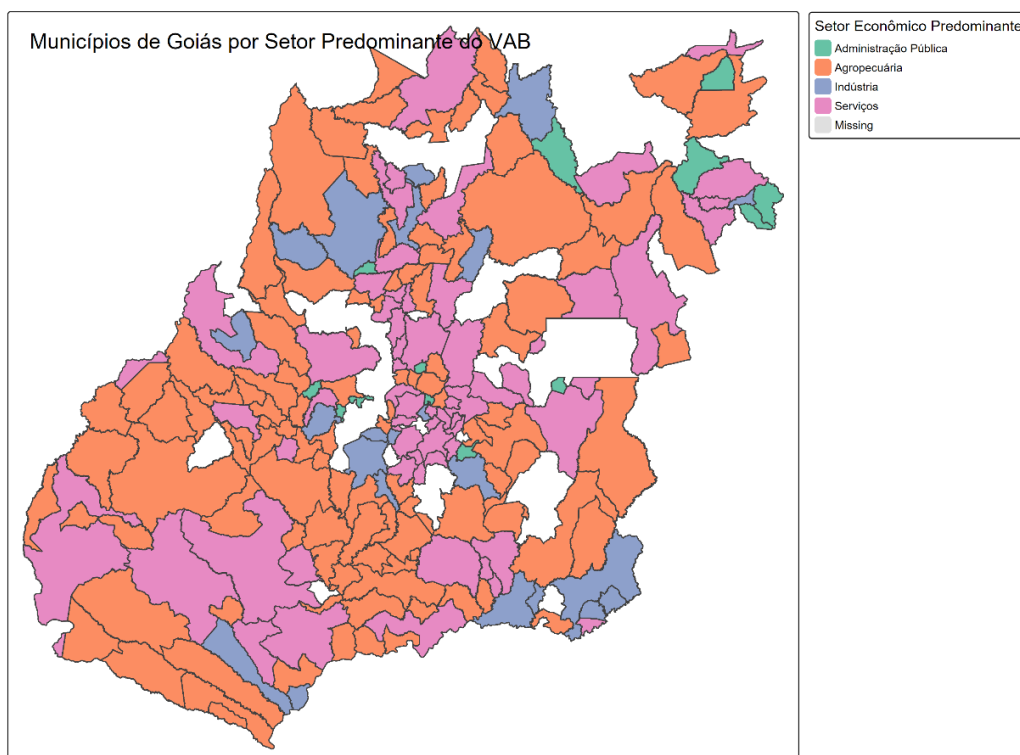 Municípios de Goiás por Setor Predominante do VAB
Setor Econômico Predominante
Administração Pública
Agropecuária
Indústria
Serviços
Missing